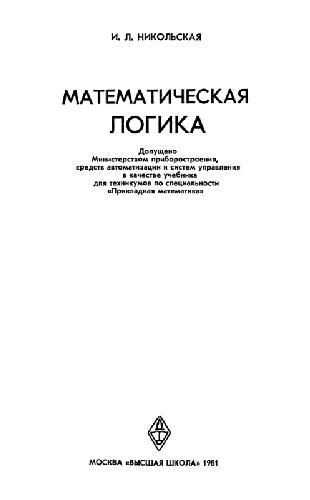 И. Л. НИКОЛЬСКАЯ
МАТЕМАТИЧЕСКАЯ
ЛОГИКА
Допущено
Министерством приборостроения,
средств автоматизации и систем управления
в качестве учебника
для техникумов по специальности
«Прикладная математика»
МОСКВА «ВЫСШАЯ ШКОЛА» 1981